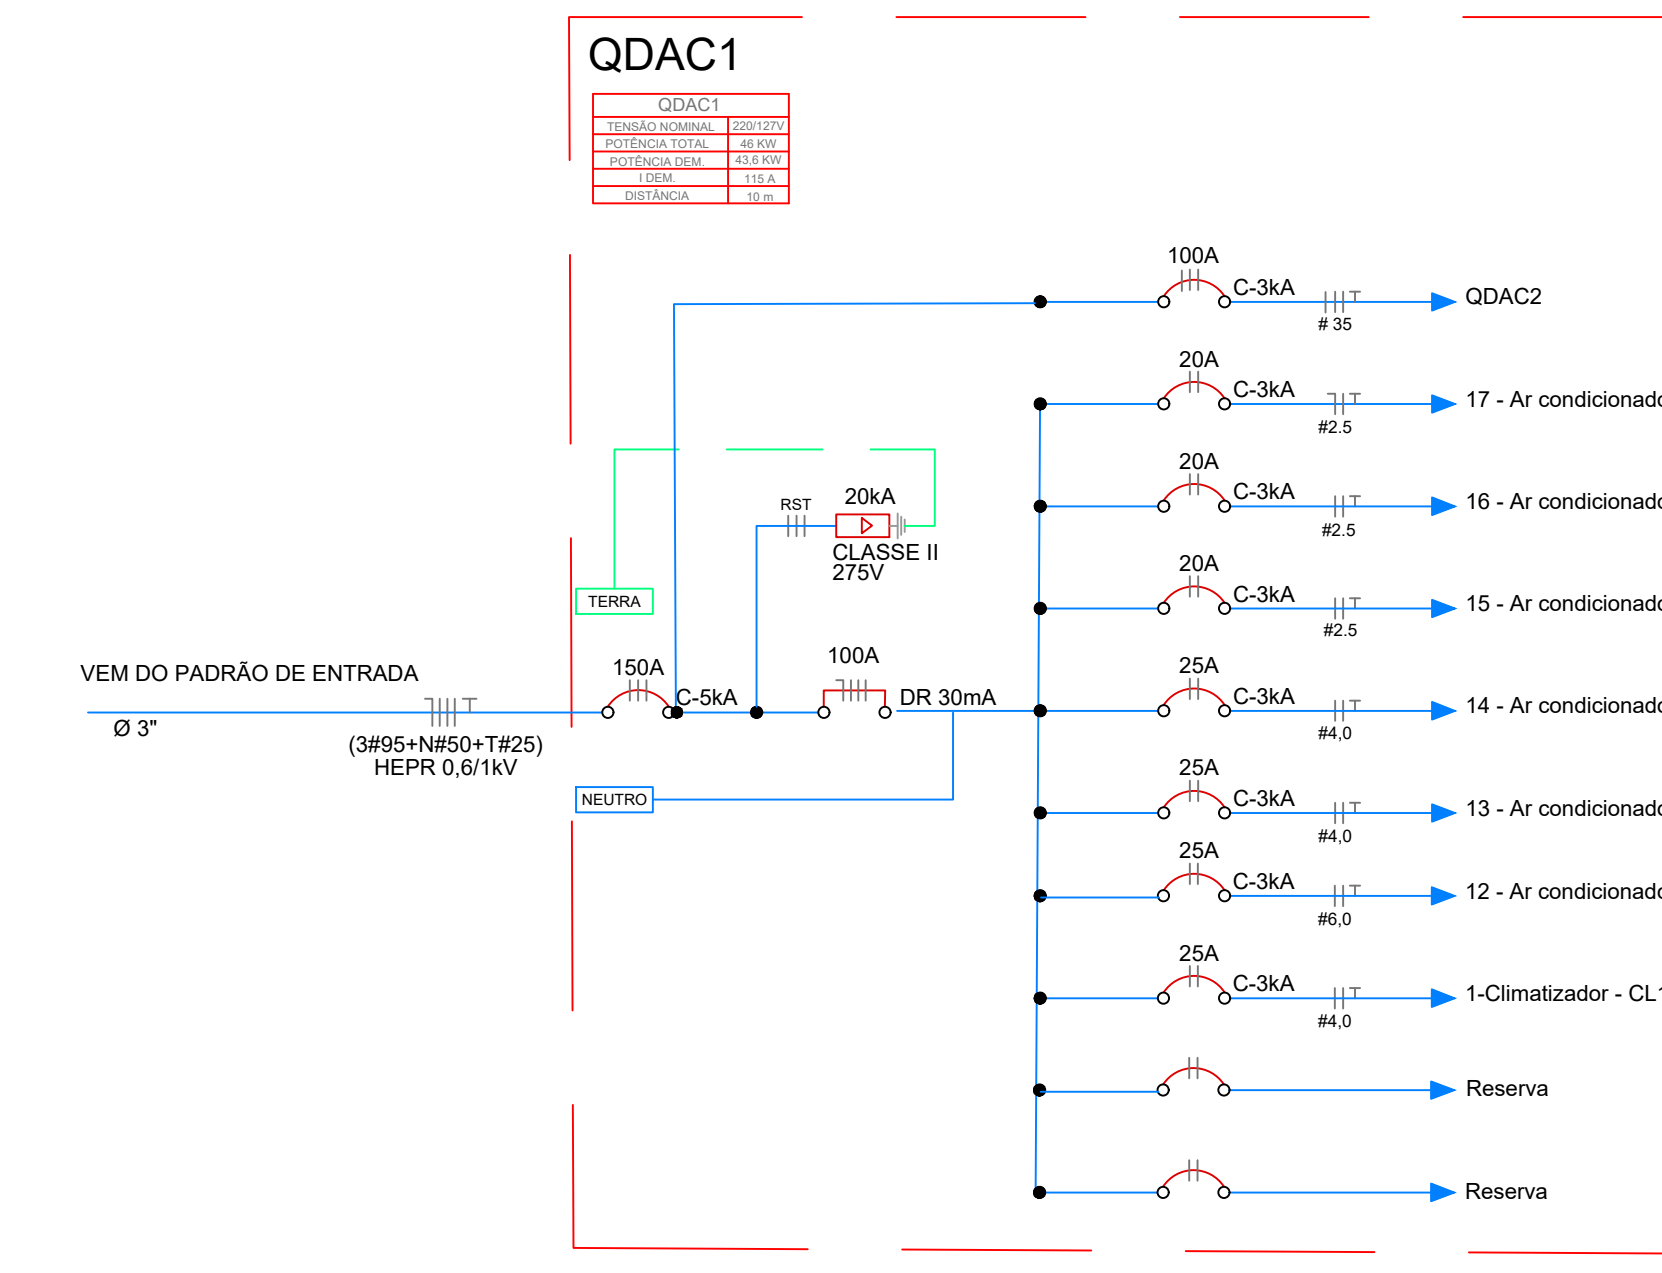 QDAC1
QDAC1
TENSÃO NOMINAL 220/127V
POTÊNCIA TOTAL 46 KW
POTÊNCIA DEM. 43,6 KW
I DEM. 115 A
DISTÂNCIA 10 m
100A
C-3kA
# 35
QDAC2
20A
C-3kA
#2.5
17 - Ar condicionado
20A
C-3kA
#2.5
16 - Ar condicionado
RST
20kA
CLASSE II
275V
20A
C-3kA
#2.5
15 - Ar condicionado
TERRA
VEM DO PADRÃO DE ENTRADA
Ø 3"
(3#95+N#50+T#25)
HEPR 0,6/1kV
150A
C-5kA
100A
DR 30mA
25A
C-3kA
#4,0
14 - Ar condicionado
NEUTRO
25A
C-3kA
#4,0
13 - Ar condicionado
25A
C-3kA
#6,0
12 - Ar condicionado
25A
C-3kA
#4,0
1-Climatizador - CL1
Reserva
Reserva